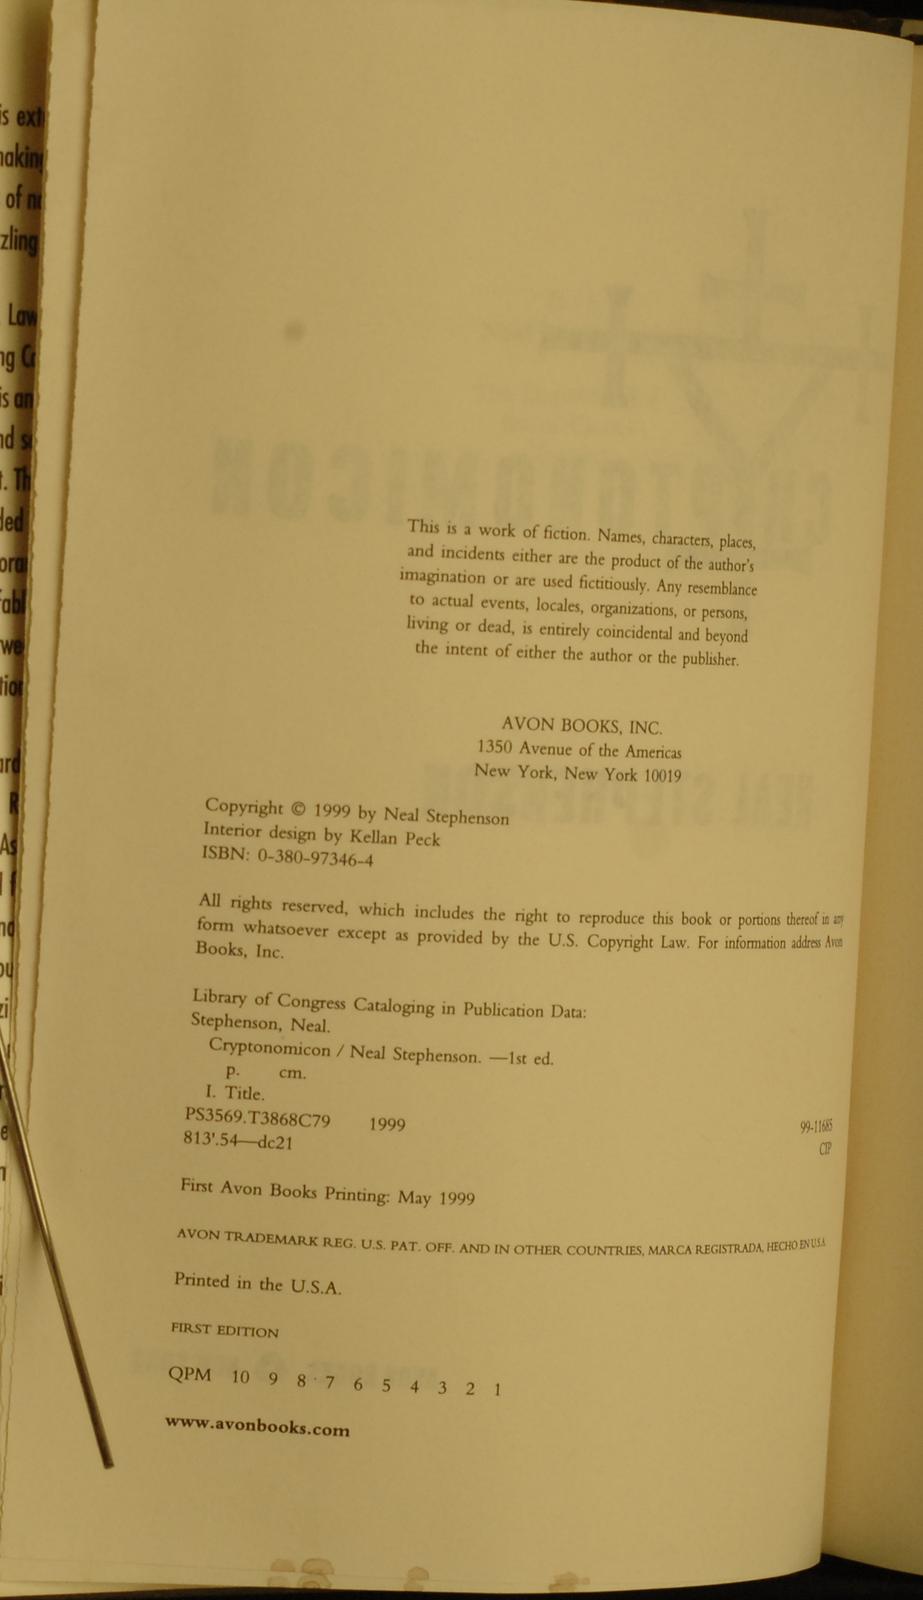 This is a work of fiction. Names, characters, places,
and incidents either are the product of the author's
imagination or are used fictitiously. Any resemblance
to actual events, locales, organizations, or persons,
living or dead, is entirely coincidental and beyond
the intent of either the author or the publisher.
AVON BOOKS, INC.
1350 Avenue of the Americas
New York, New York 10019
Copyright © 1999 by Neal Stephenson
Interior design by Kellan Peck
ISBN: 0-380-97346-4
All rights reserved, which includes the right to reproduce this book or portions thereof in any
form whatsoever except as provided by the U.S. Copyright Law. For information address Avon
Books, Inc.
Library of Congress Cataloging in Publication Data:
Stephenson, Neal.
Cryptonomicon / Neal Stephenson. —1st ed.
p. cm.
I. Title.
PS3569.T3868C79 1999 99-11685
813'.54—dc21 CIP
First Avon Books Printing: May 1999
AVON TRADEMARK REG. U.S. PAT. OFF. AND IN OTHER COUNTRIES, MARCA REGISTRADA, HECHO EN U.S.A.
Printed in the U.S.A.
FIRST EDITION
QPM 10 9 8 7 6 5 4 3 2 1
www.avonbooks.com